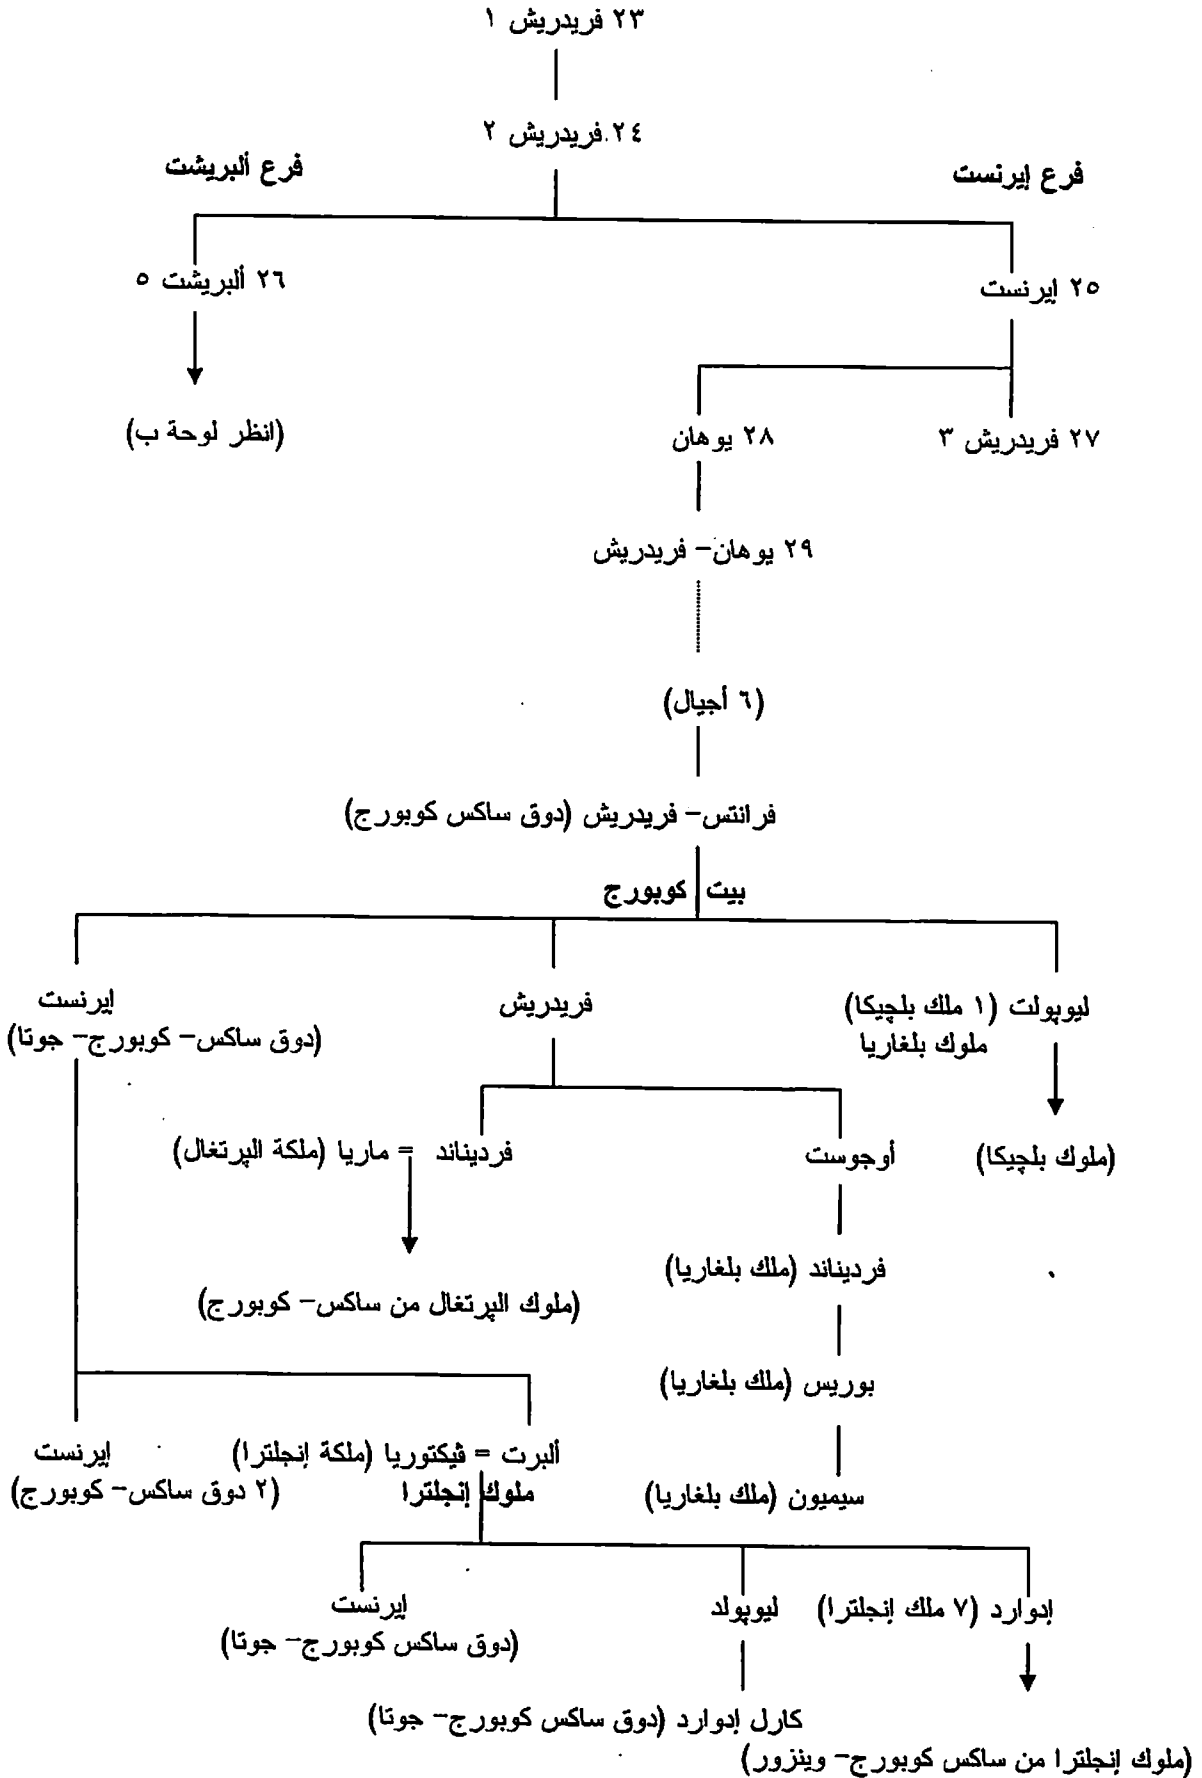 ٢٣ فريدريش ١
٢٤ فريدريش ٢
فرع إيرنست
فرع ألبريشت
٢٥ إيرنست
٢٦ ألبريشت ٥
(انظر لوحة ب)
٢٧ فريدريش ٣
٢٨ يوهان
٢٩ يوهان- فريدريش
(٦ أجيال)
فرانتس- فريدريش (دوق ساكس كوبورج)
بيت كوبورج
ليوپولت (١ ملك بلچيكا)
ملوك بلغاريا
فريدريش
إيرنست
(دوق ساكس- كوبورج- جوتا)
(ملوك بلچيكا)
أوجوست
فرديناند = ماريا (ملكة الپرتغال)
فرديناند (ملك بلغاريا)
(ملوك الپرتغال من ساكس- كوبورج)
بوريس (ملك بلغاريا)
سيميون (ملك بلغاريا)
ألبرت = ڤيكتوريا (ملكة إنجلترا)
ملوك إنجلترا
إيرنست
(٢ دوق ساكس- كوبورج)
إدوارد (٧ ملك إنجلترا)
ليوپولد
إيرنست
(دوق ساكس كوبورج- جوتا)
كارل إدوارد (دوق ساكس كوبورج- جوتا)
(ملوك إنجلترا من ساكس كوبورج- وينزور)